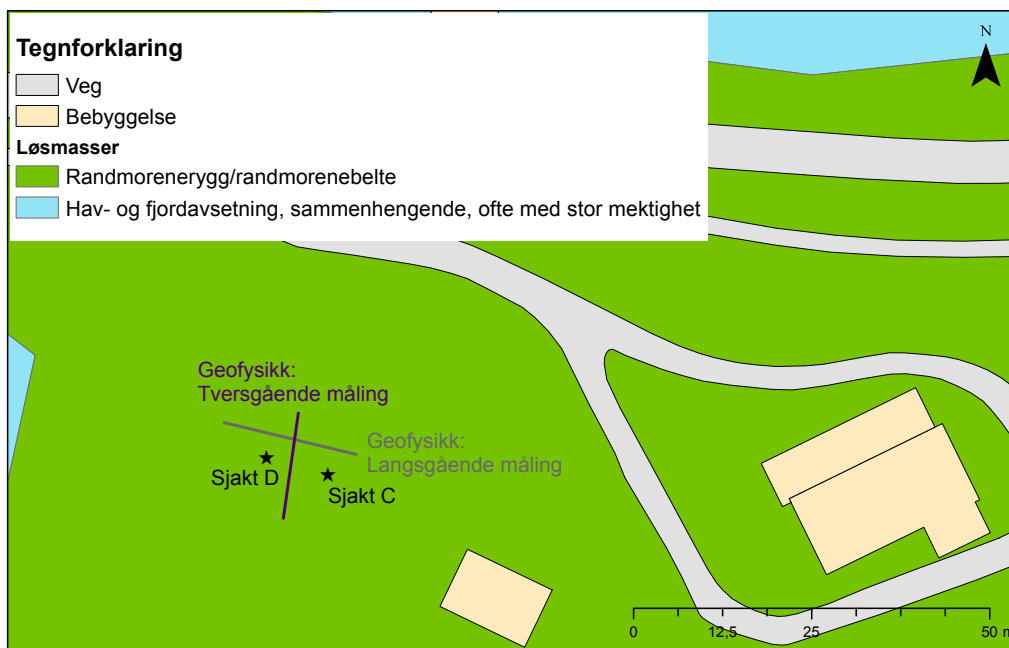 Tegnforklaring
Veg
Bebyggelse
Løsmasser
Randmorenerygg/randmorenebelte
Hav- og fjordavsetning, sammenhengende, ofte med stor mektighet
N
Geofysikk:
Tversgående måling
Geofysikk:
Langsgående måling
Sjakt D
Sjakt C
0 12,5 25 50 m